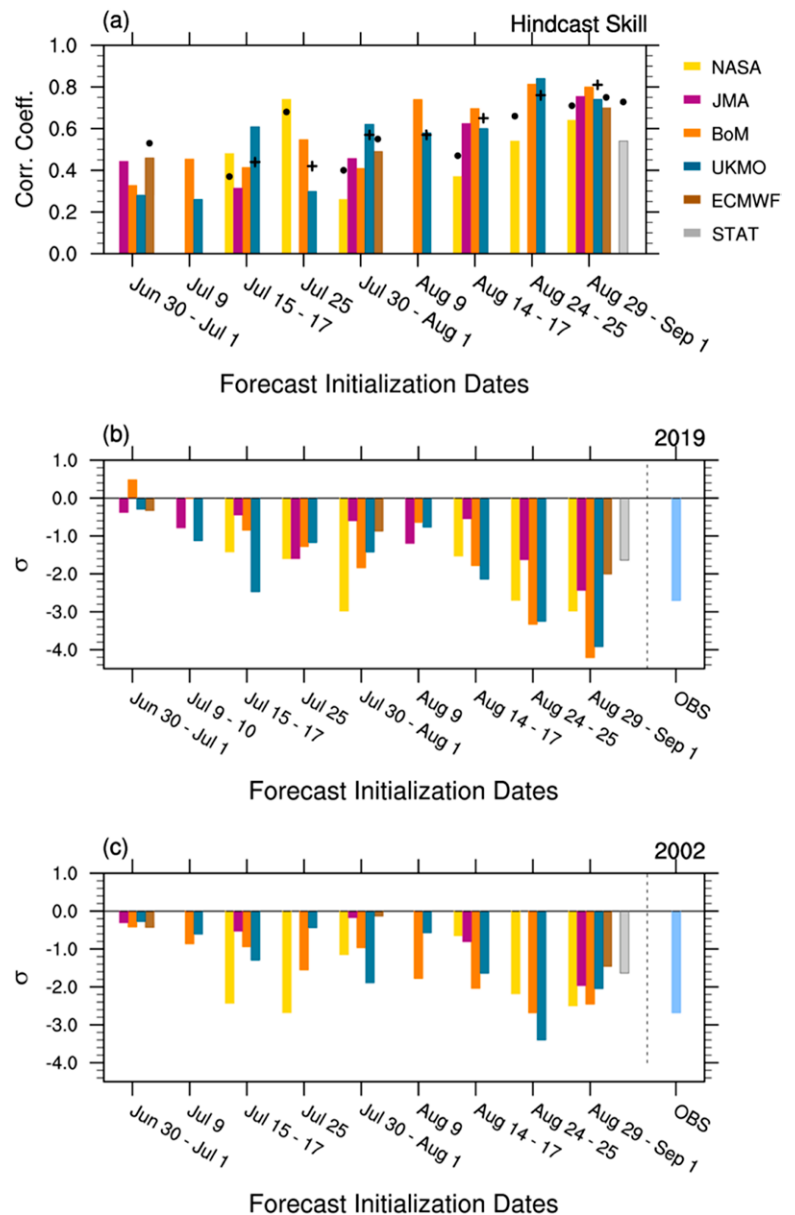 (a) Hindcast Skill
Corr. Coeff.
1.0
0.8
0.6
0.4
0.2
0.0
NASA
JMA
BoM
UKMO
ECMWF
STAT
Jun 30 - Jul 1
Jul 9
Jul 15 - 17
Jul 25
Jul 30 - Aug 1
Aug 9
Aug 14 - 17
Aug 24 - 25
Aug 29 - Sep 1
Forecast Initialization Dates
(b) 2019
σ
1.0
0.0
-1.0
-2.0
-3.0
-4.0
Jun 30 - Jul 1
Jul 9 - 10
Jul 15 - 17
Jul 25
Jul 30 - Aug 1
Aug 9
Aug 14 - 17
Aug 24 - 25
Aug 29 - Sep 1
OBS
Forecast Initialization Dates
(c) 2002
σ
1.0
0.0
-1.0
-2.0
-3.0
-4.0
Jun 30 - Jul 1
Jul 9
Jul 15 - 17
Jul 25
Jul 30 - Aug 1
Aug 9
Aug 14 - 17
Aug 24 - 25
Aug 29 - Sep 1
OBS
Forecast Initialization Dates